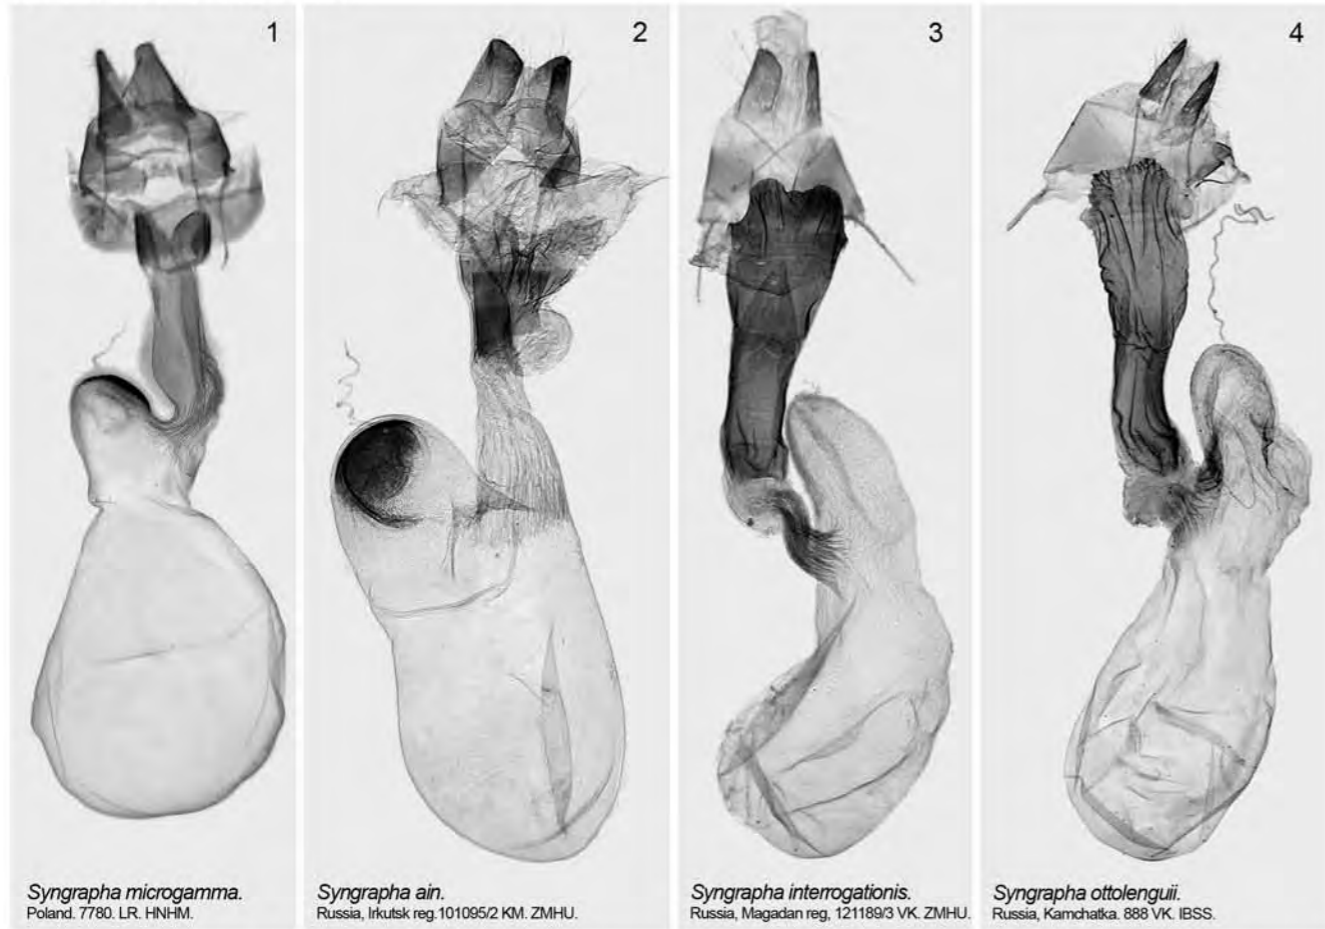 1
2
3
4
Syngrapha microgamma.
Poland. 7780. LR. HNHM.
Syngrapha ain.
Russia, Irkutsk reg.101095/2 KM. ZMHU.
Syngrapha interrogationis.
Russia, Magadan reg, 121189/3 VK. ZMHU.
Syngrapha ottolenguii.
Russia, Kamchatka. 888 VK. IBSS.